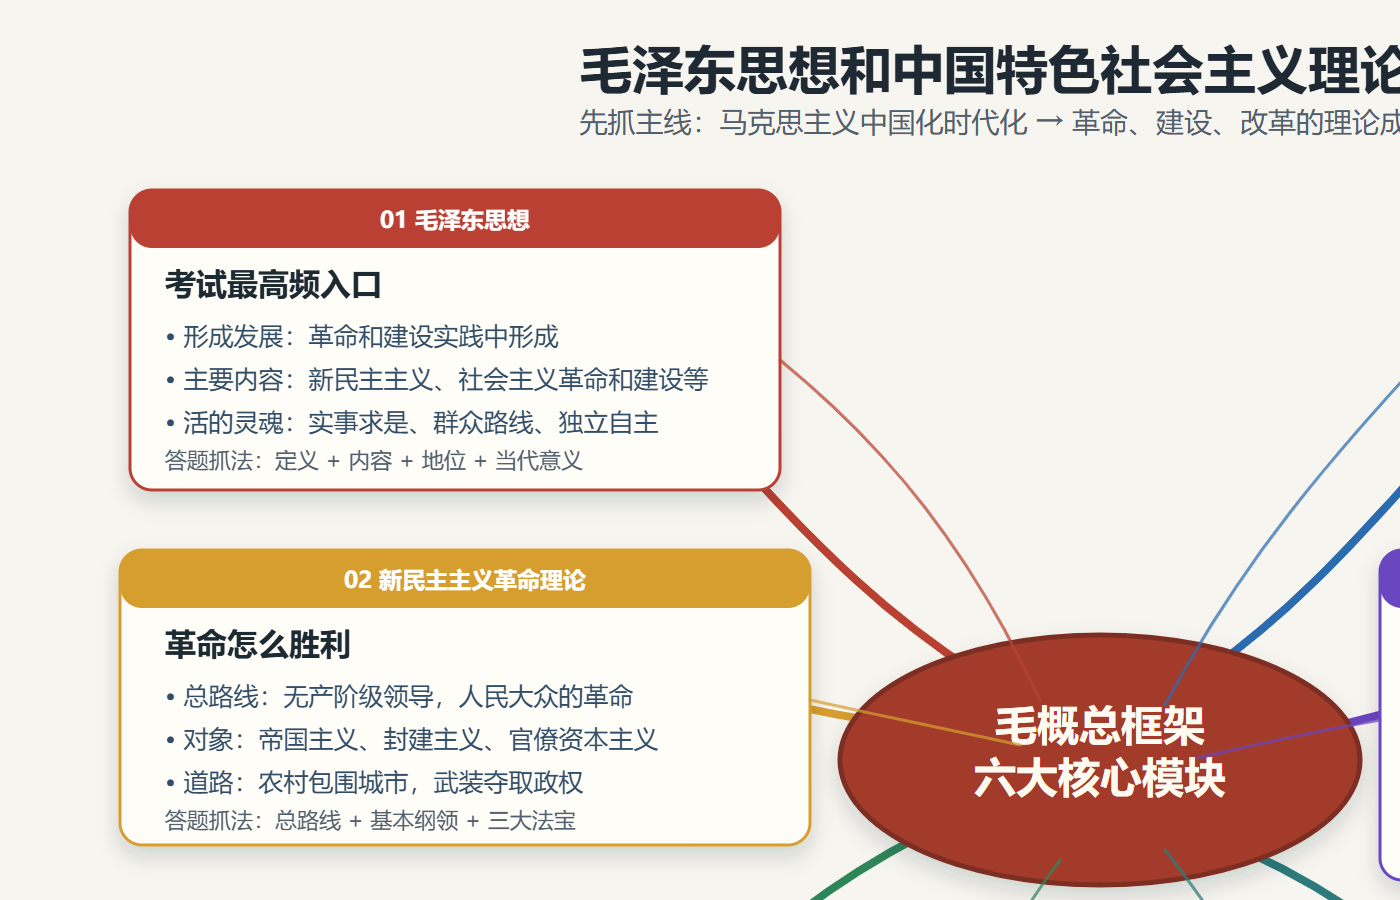 毛泽东思想和中国特色社会主义理论
先抓主线：马克思主义中国化时代化 → 革命、建设、改革的理论成
01 毛泽东思想
考试最高频入口
• 形成发展：革命和建设实践中形成
• 主要内容：新民主主义、社会主义革命和建设等
• 活的灵魂：实事求是、群众路线、独立自主
答题抓法：定义 + 内容 + 地位 + 当代意义
02 新民主主义革命理论
革命怎么胜利
• 总路线：无产阶级领导，人民大众的革命
• 对象：帝国主义、封建主义、官僚资本主义
• 道路：农村包围城市，武装夺取政权
答题抓法：总路线 + 基本纲领 + 三大法宝
毛概总框架
六大核心模块